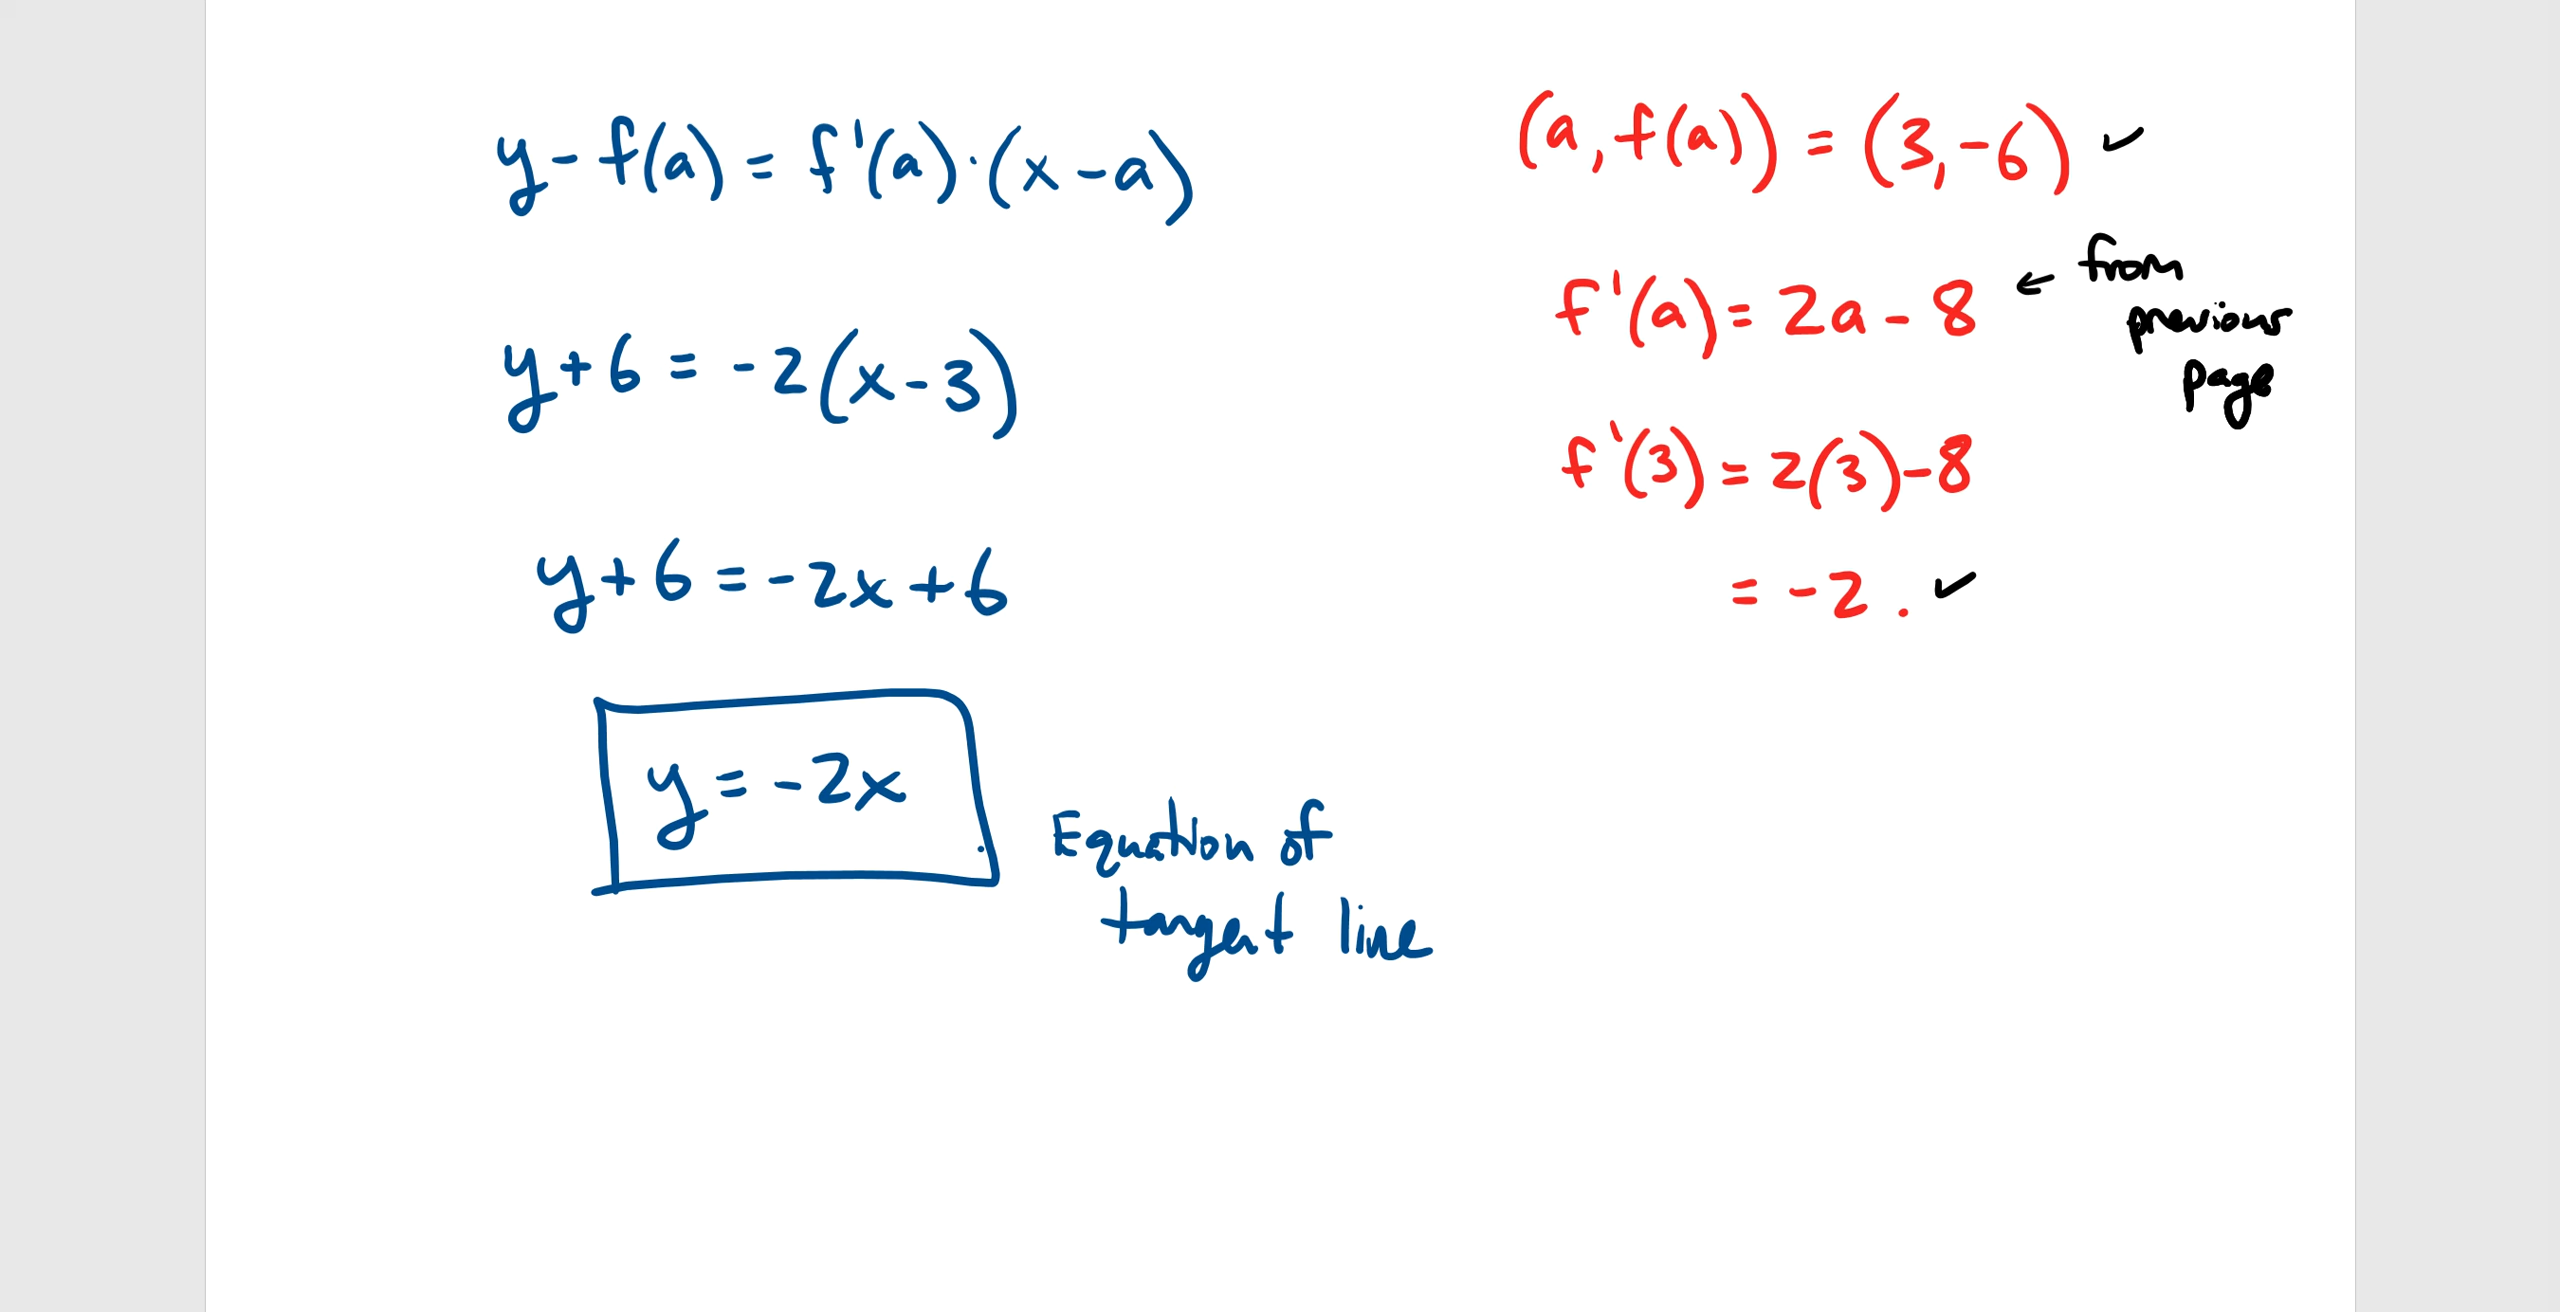 y - f(a) = f'(a)·(x - a)
y + 6 = -2(x - 3)
y + 6 = -2x + 6
y = -2x
Equation of
tangent line
(a, f(a)) = (3, -6) ✓
f'(a) = 2a - 8 ← from
previous
page
f'(3) = 2(3) - 8
= -2 . ✓